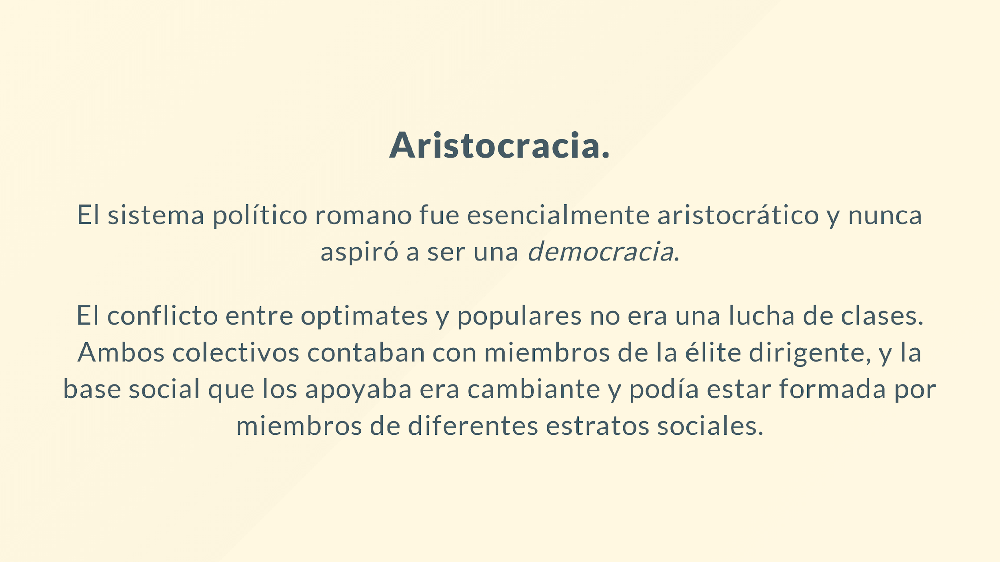 Aristocracia.
El sistema político romano fue esencialmente aristocrático y nunca
aspiró a ser una democracia.
El conflicto entre optimates y populares no era una lucha de clases.
Ambos colectivos contaban con miembros de la élite dirigente, y la
base social que los apoyaba era cambiante y podía estar formada por
miembros de diferentes estratos sociales.